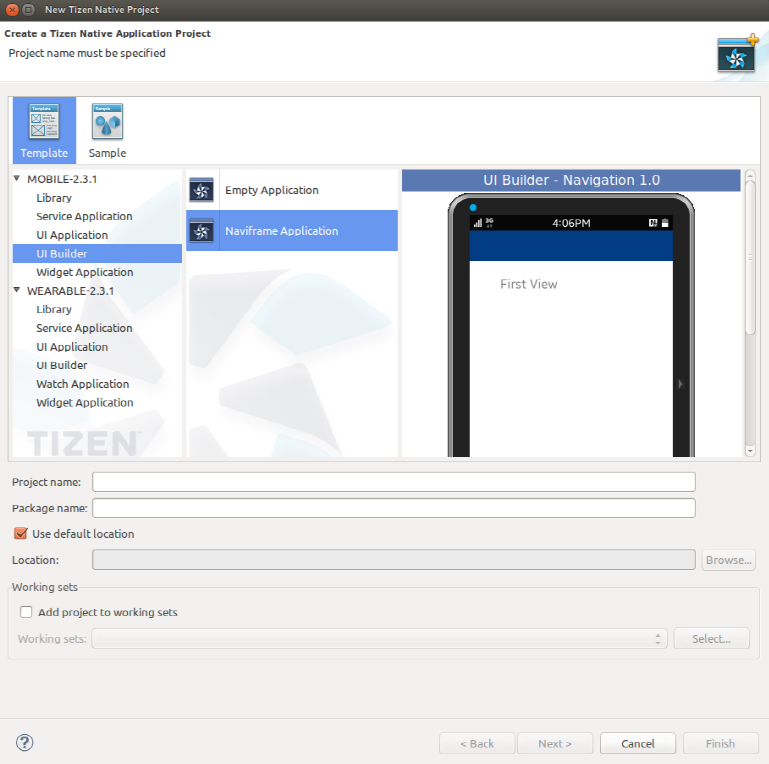 New Tizen Native Project
Create a Tizen Native Application Project
Project name must be specified
Template
Sample
MOBILE-2.3.1
Library
Service Application
UI Application
UI Builder
Widget Application
WEARABLE-2.3.1
Library
Service Application
UI Application
UI Builder
Watch Application
Widget Application
TIZEN
Empty Application
Naviframe Application
UI Builder - Navigation 1.0
3G
4:06PM
First View
Project name:
Package name:
Use default location
Location:
Browse...
Working sets
Add project to working sets
Working sets:
Select...
?
< Back
Next >
Cancel
Finish